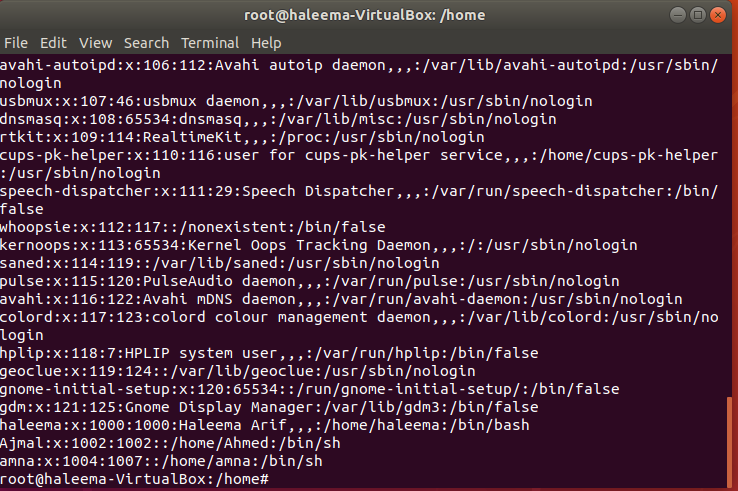 root@haleema-VirtualBox: /home
File Edit View Search Terminal Help
avahi-autoipd:x:106:112:Avahi autoip daemon,,,:/var/lib/avahi-autoipd:/usr/sbin/
nologin
usbmux:x:107:46:usbmux daemon,,,:/var/lib/usbmux:/usr/sbin/nologin
dnsmasq:x:108:65534:dnsmasq,,,:/var/lib/misc:/usr/sbin/nologin
rtkit:x:109:114:RealtimeKit,,,:/proc:/usr/sbin/nologin
cups-pk-helper:x:110:116:user for cups-pk-helper service,,,:/home/cups-pk-helper
:/usr/sbin/nologin
speech-dispatcher:x:111:29:Speech Dispatcher,,,:/var/run/speech-dispatcher:/bin/
false
whoopsie:x:112:117::/nonexistent:/bin/false
kernoops:x:113:65534:Kernel Oops Tracking Daemon,,,:/:/usr/sbin/nologin
saned:x:114:119::/var/lib/saned:/usr/sbin/nologin
pulse:x:115:120:PulseAudio daemon,,,:/var/run/pulse:/usr/sbin/nologin
avahi:x:116:122:Avahi mDNS daemon,,,:/var/run/avahi-daemon:/usr/sbin/nologin
colord:x:117:123:colord colour management daemon,,,:/var/lib/colord:/usr/sbin/no
login
hplip:x:118:7:HPLIP system user,,,:/var/run/hplip:/bin/false
geoclue:x:119:124::/var/lib/geoclue:/usr/sbin/nologin
gnome-initial-setup:x:120:65534::/run/gnome-initial-setup/:/bin/false
gdm:x:121:125:Gnome Display Manager:/var/lib/gdm3:/bin/false
haleema:x:1000:1000:Haleema Arif,,,:/home/haleema:/bin/bash
Ajmal:x:1002:1002::/home/Ahmed:/bin/sh
amna:x:1004:1007::/home/amna:/bin/sh
root@haleema-VirtualBox:/home#